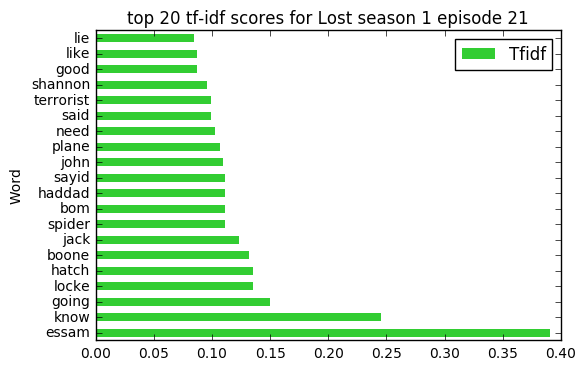 top 20 tf-idf scores for Lost season 1 episode 21
Tfidf
Word
lie
like
good
shannon
terrorist
said
need
plane
john
sayid
haddad
bom
spider
jack
boone
hatch
locke
going
know
essam
0.00 0.05 0.10 0.15 0.20 0.25 0.30 0.35 0.40